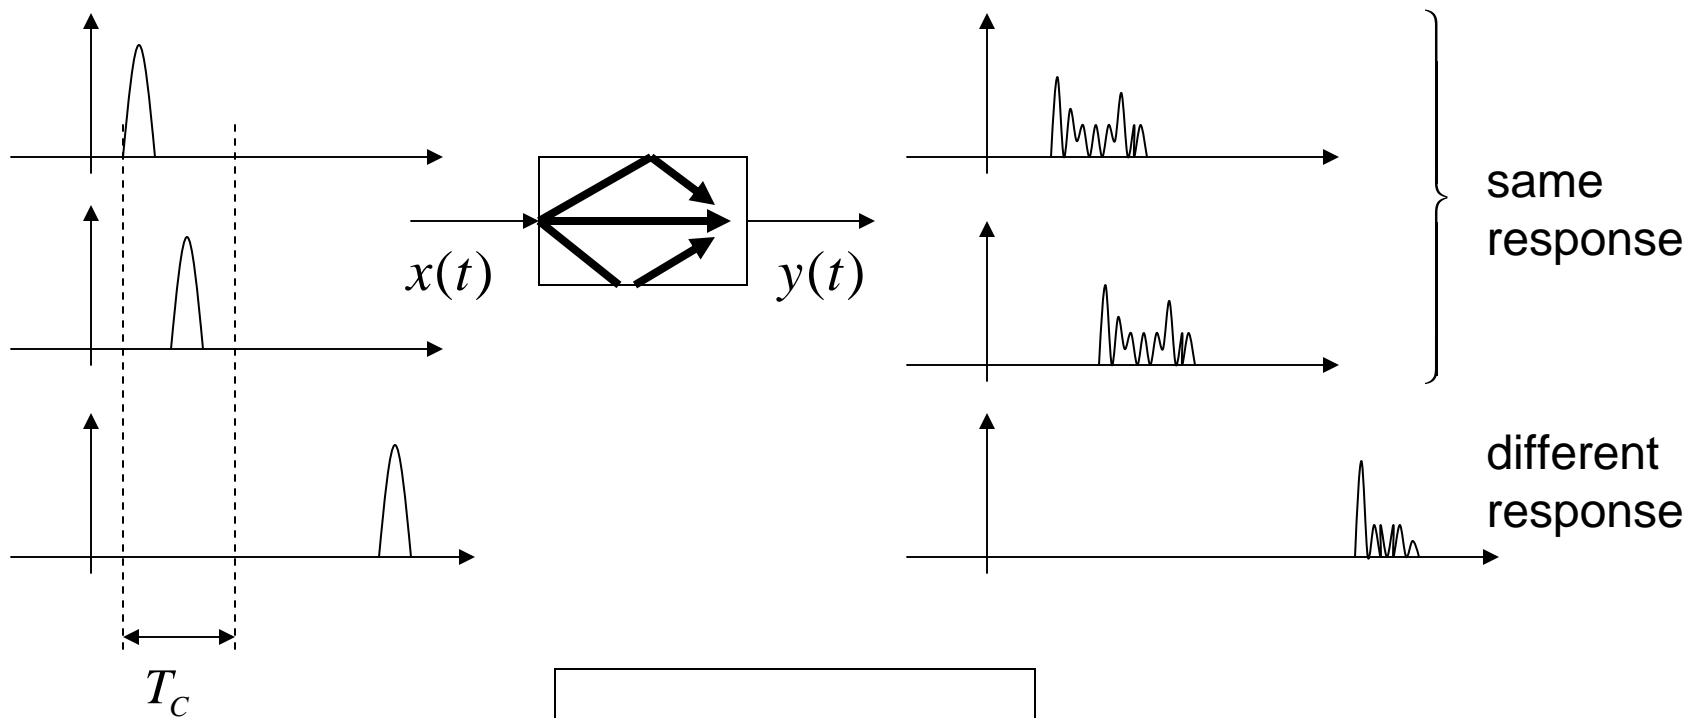 x(t)
y(t)
same
response
different
response
T_C